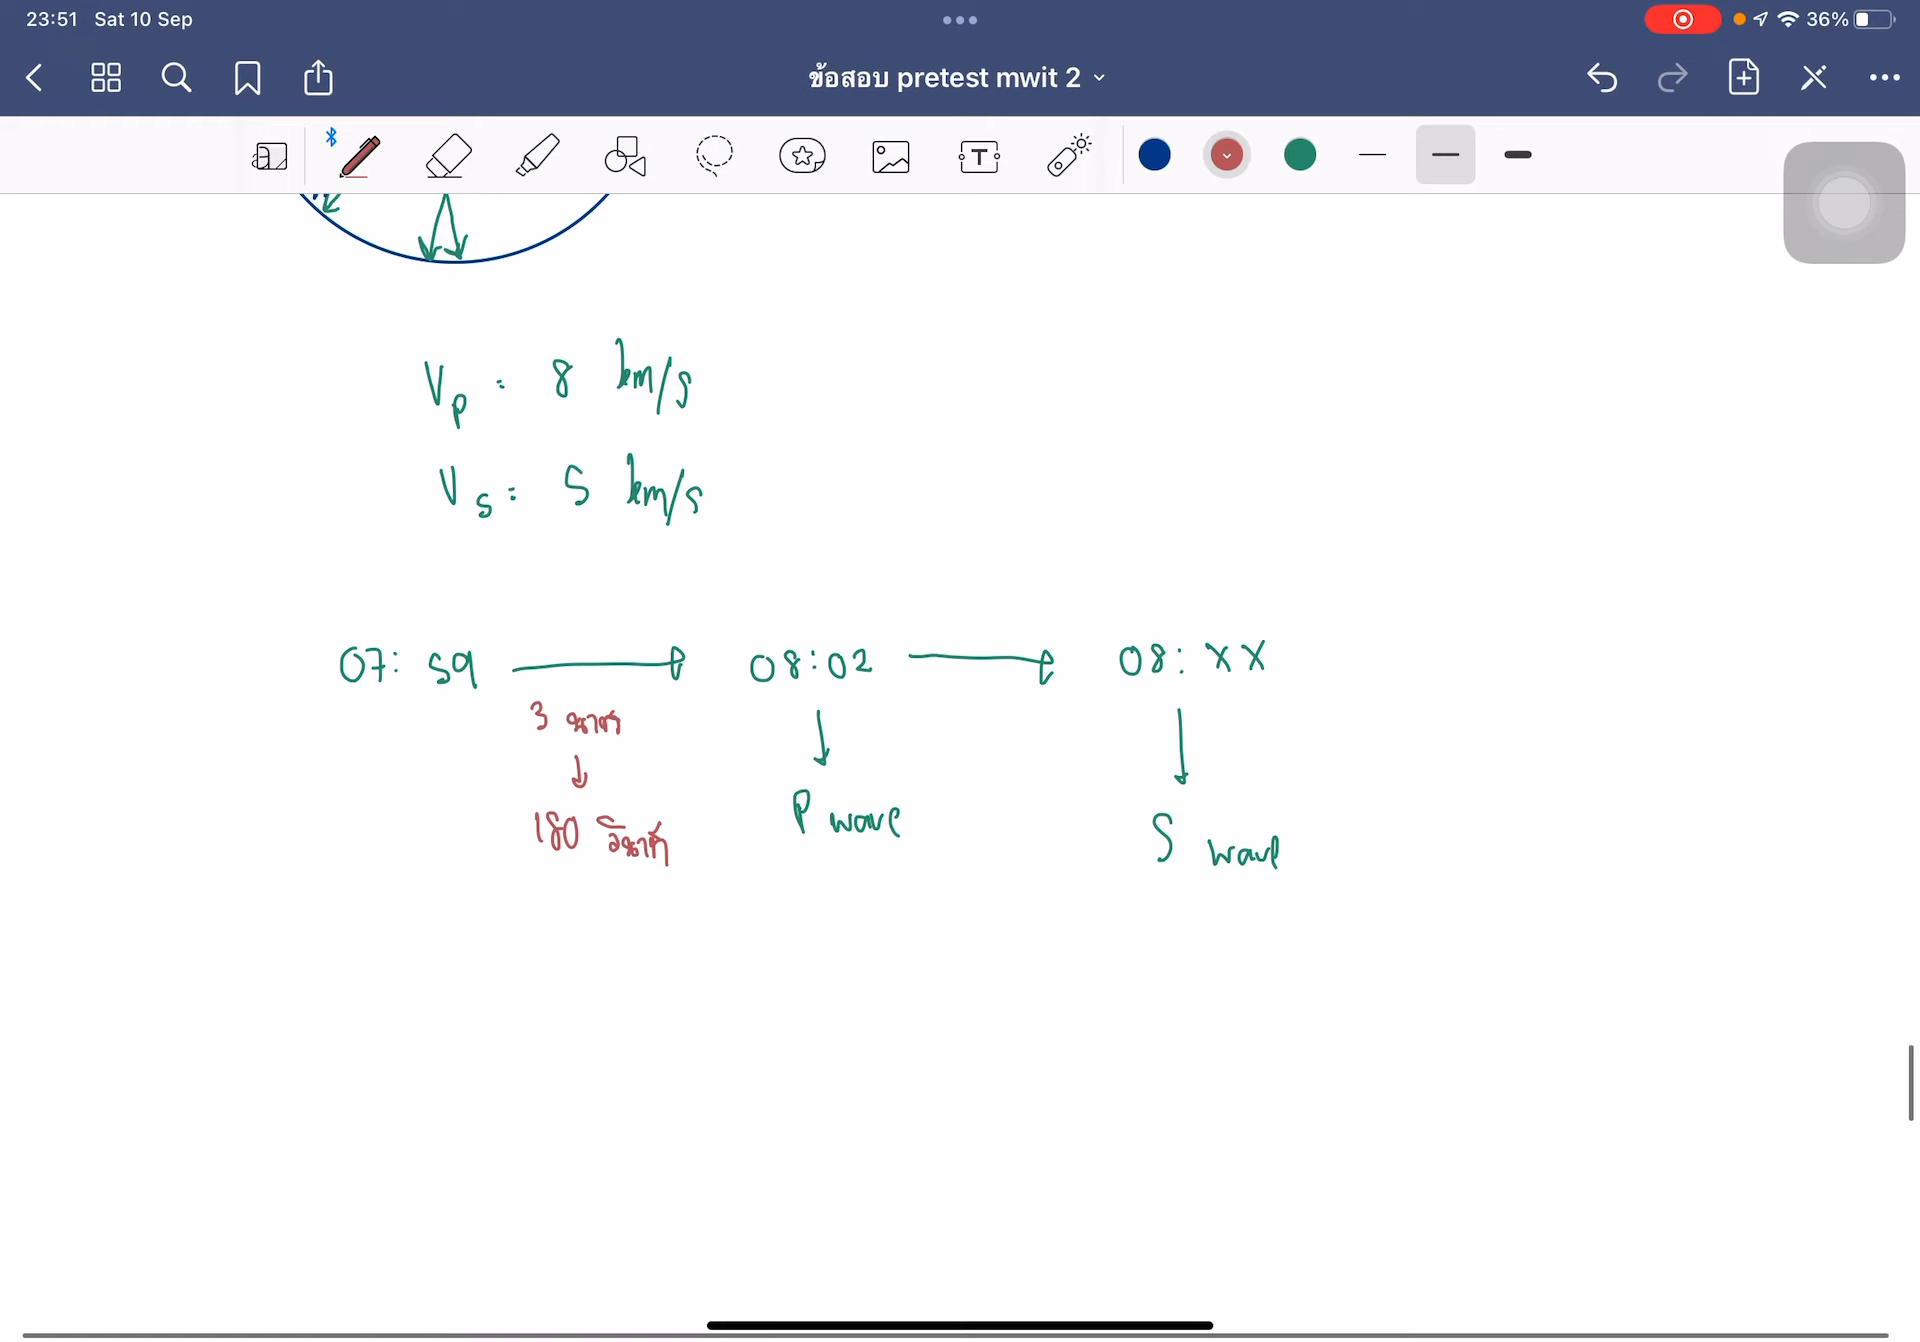 23:51 Sat 10 Sep
36%
ข้อสอบ pretest mwit 2
T
Vp = 8 km/s
Vs = 5 km/s
07:59 08:02 08:XX
3 นาที
180 วินาที
P wave
S wave